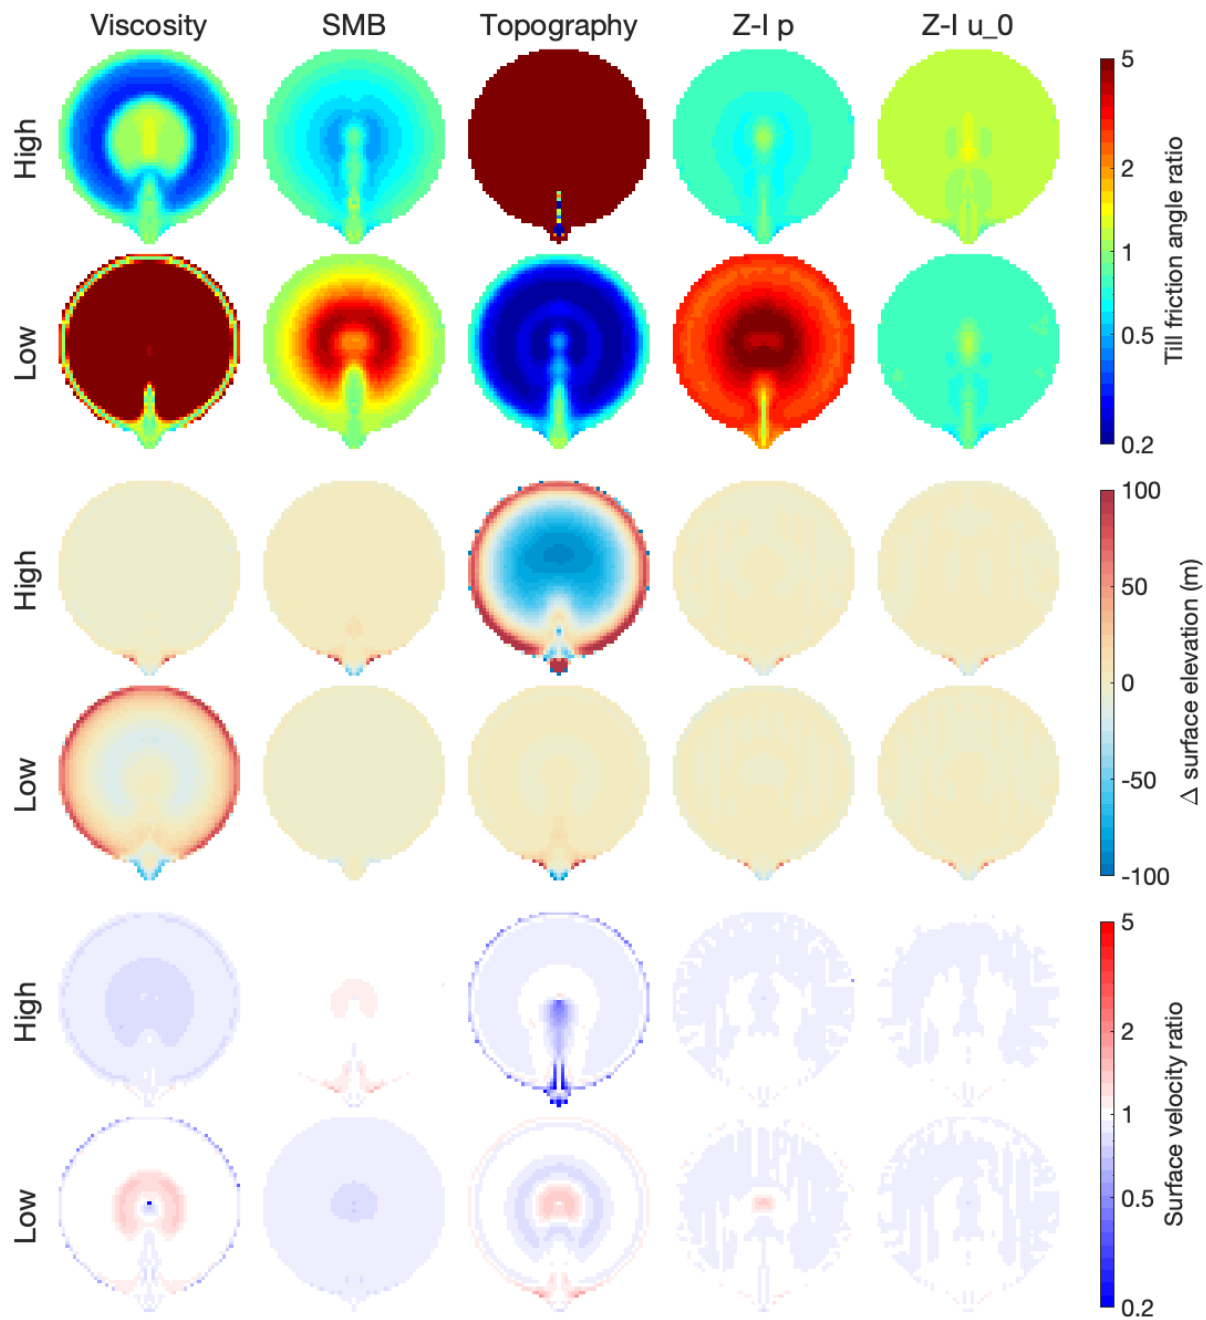 Viscosity SMB Topography Z-I p Z-I u_0
High
Low
5
2
1
0.5
0.2
Till friction angle ratio
High
Low
100
50
0
-50
-100
Δ surface elevation (m)
High
Low
5
2
1
0.5
0.2
Surface velocity ratio